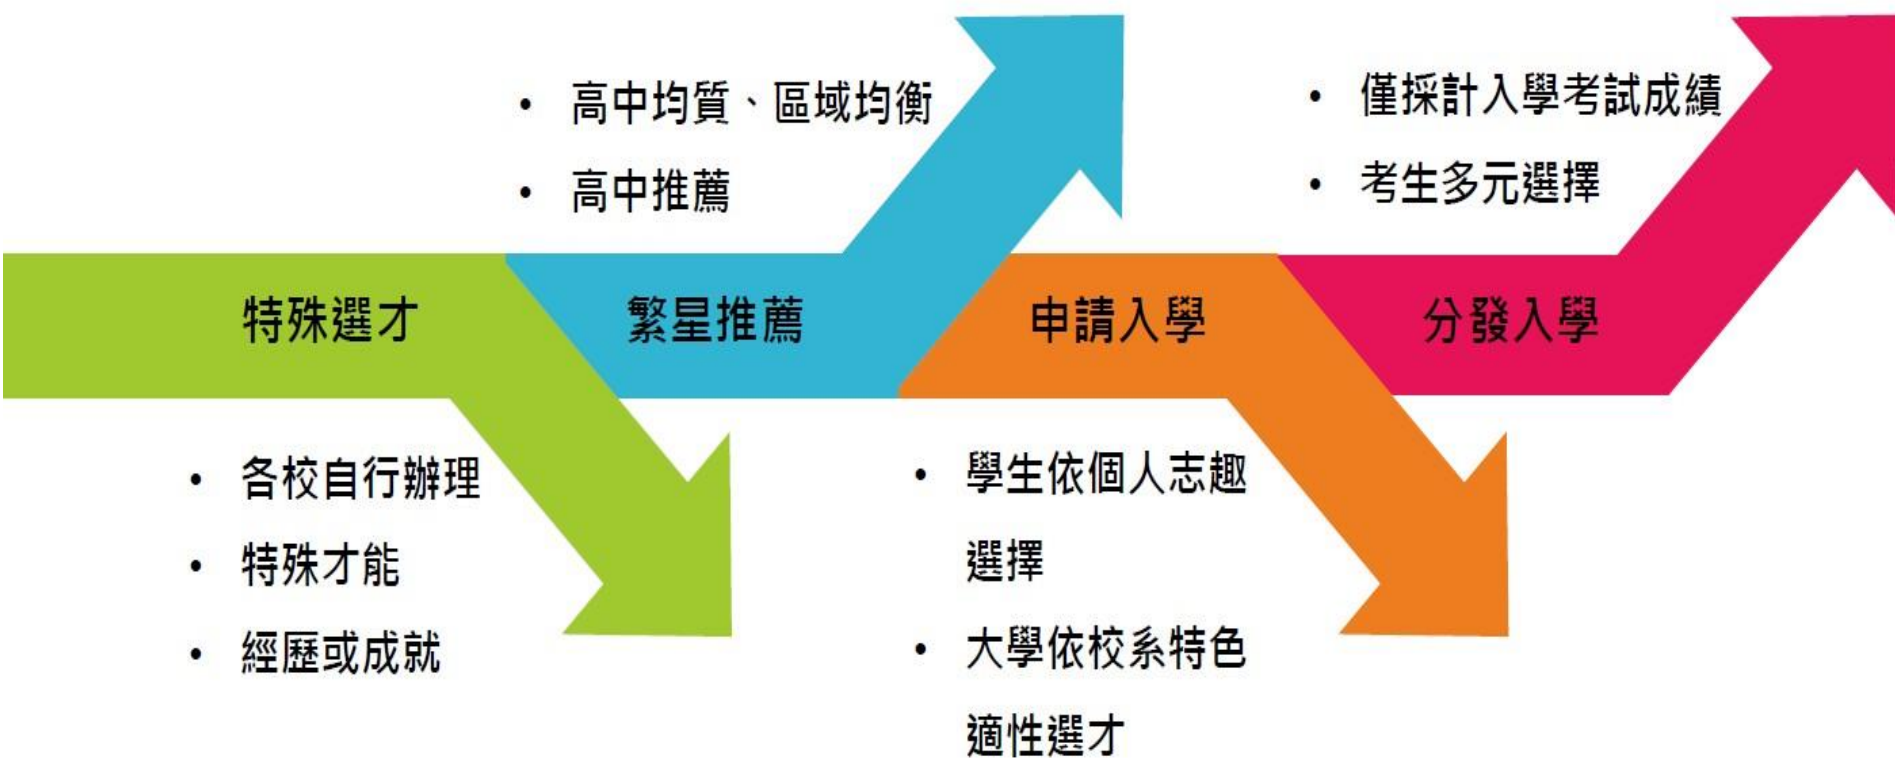 • 高中均質、區域均衡
• 高中推薦
• 僅採計入學考試成績
• 考生多元選擇
特殊選才
繁星推薦
申請入學
分發入學
• 各校自行辦理
• 特殊才能
• 經歷或成就
• 學生依個人志趣
選擇
• 大學依校系特色
適性選才